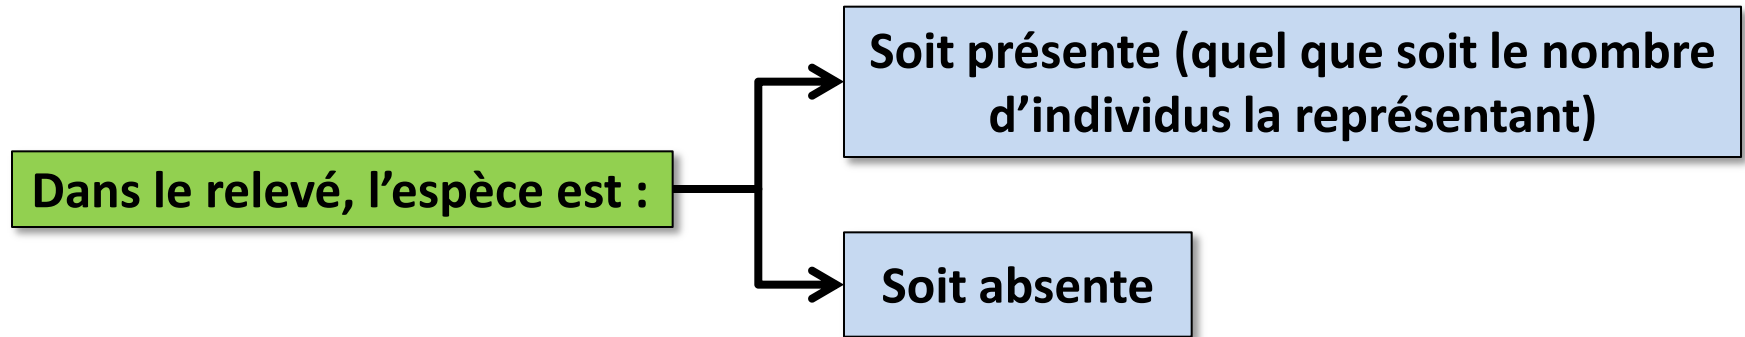 Soit présente (quel que soit le nombre
d’individus la représentant)
Dans le relevé, l’espèce est :
Soit absente